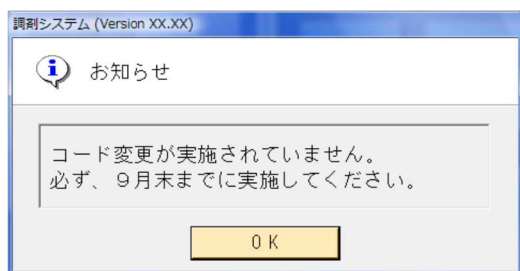 調剤システム (Version XX.XX)
お知らせ
コード変更が実施されていません。
必ず、９月末までに実施してください。
ＯＫ